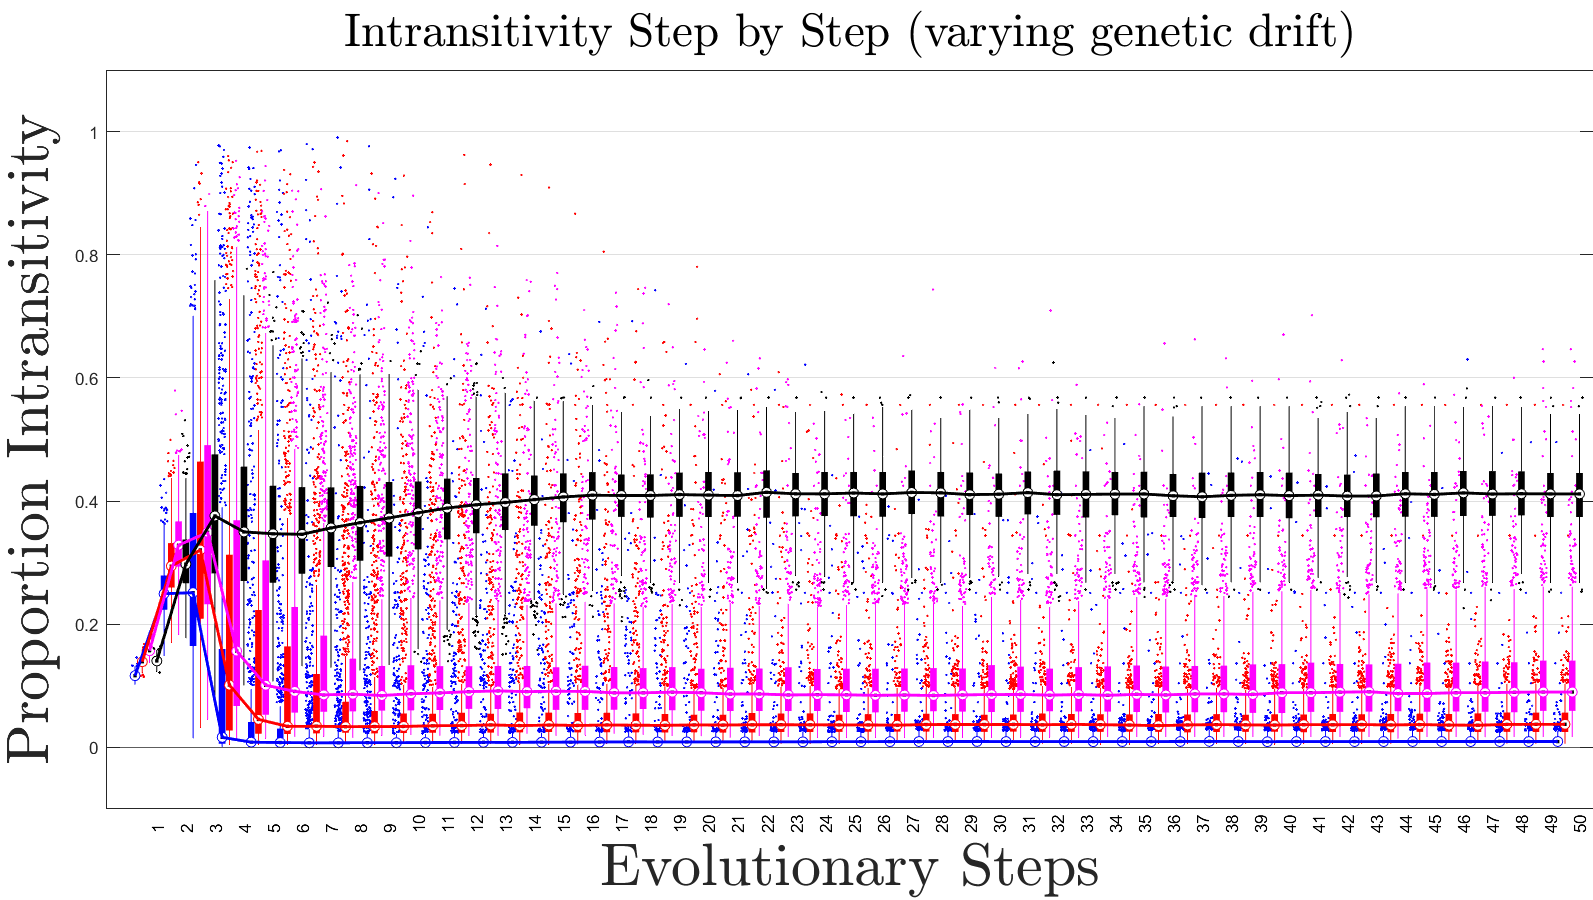 Intransitivity Step by Step (varying genetic drift)
Proportion Intransitivity
1
0.8
0.6
0.4
0.2
0
1 2 3 4 5 6 7 8 9 10 11 12 13 14 15 16 17 18 19 20 21 22 23 24 25 26 27 28 29 30 31 32 33 34 35 36 37 38 39 40 41 42 43 44 45 46 47 48 49 50
Evolutionary Steps